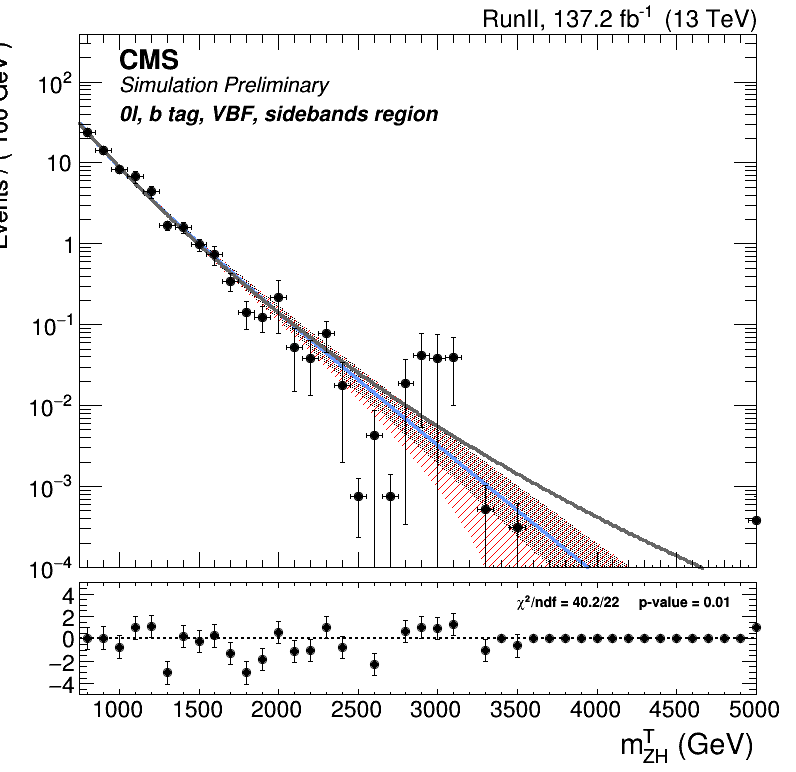 RunII, 137.2 fb⁻¹ (13 TeV)
CMS
Simulation Preliminary
0l, b tag, VBF, sidebands region
10²
10
1
10⁻¹
10⁻²
10⁻³
10⁻⁴
χ²/ndf = 40.2/22 p-value = 0.01
4
2
0
−2
−4
1000 1500 2000 2500 3000 3500 4000 4500 5000
m^T_ZH (GeV)